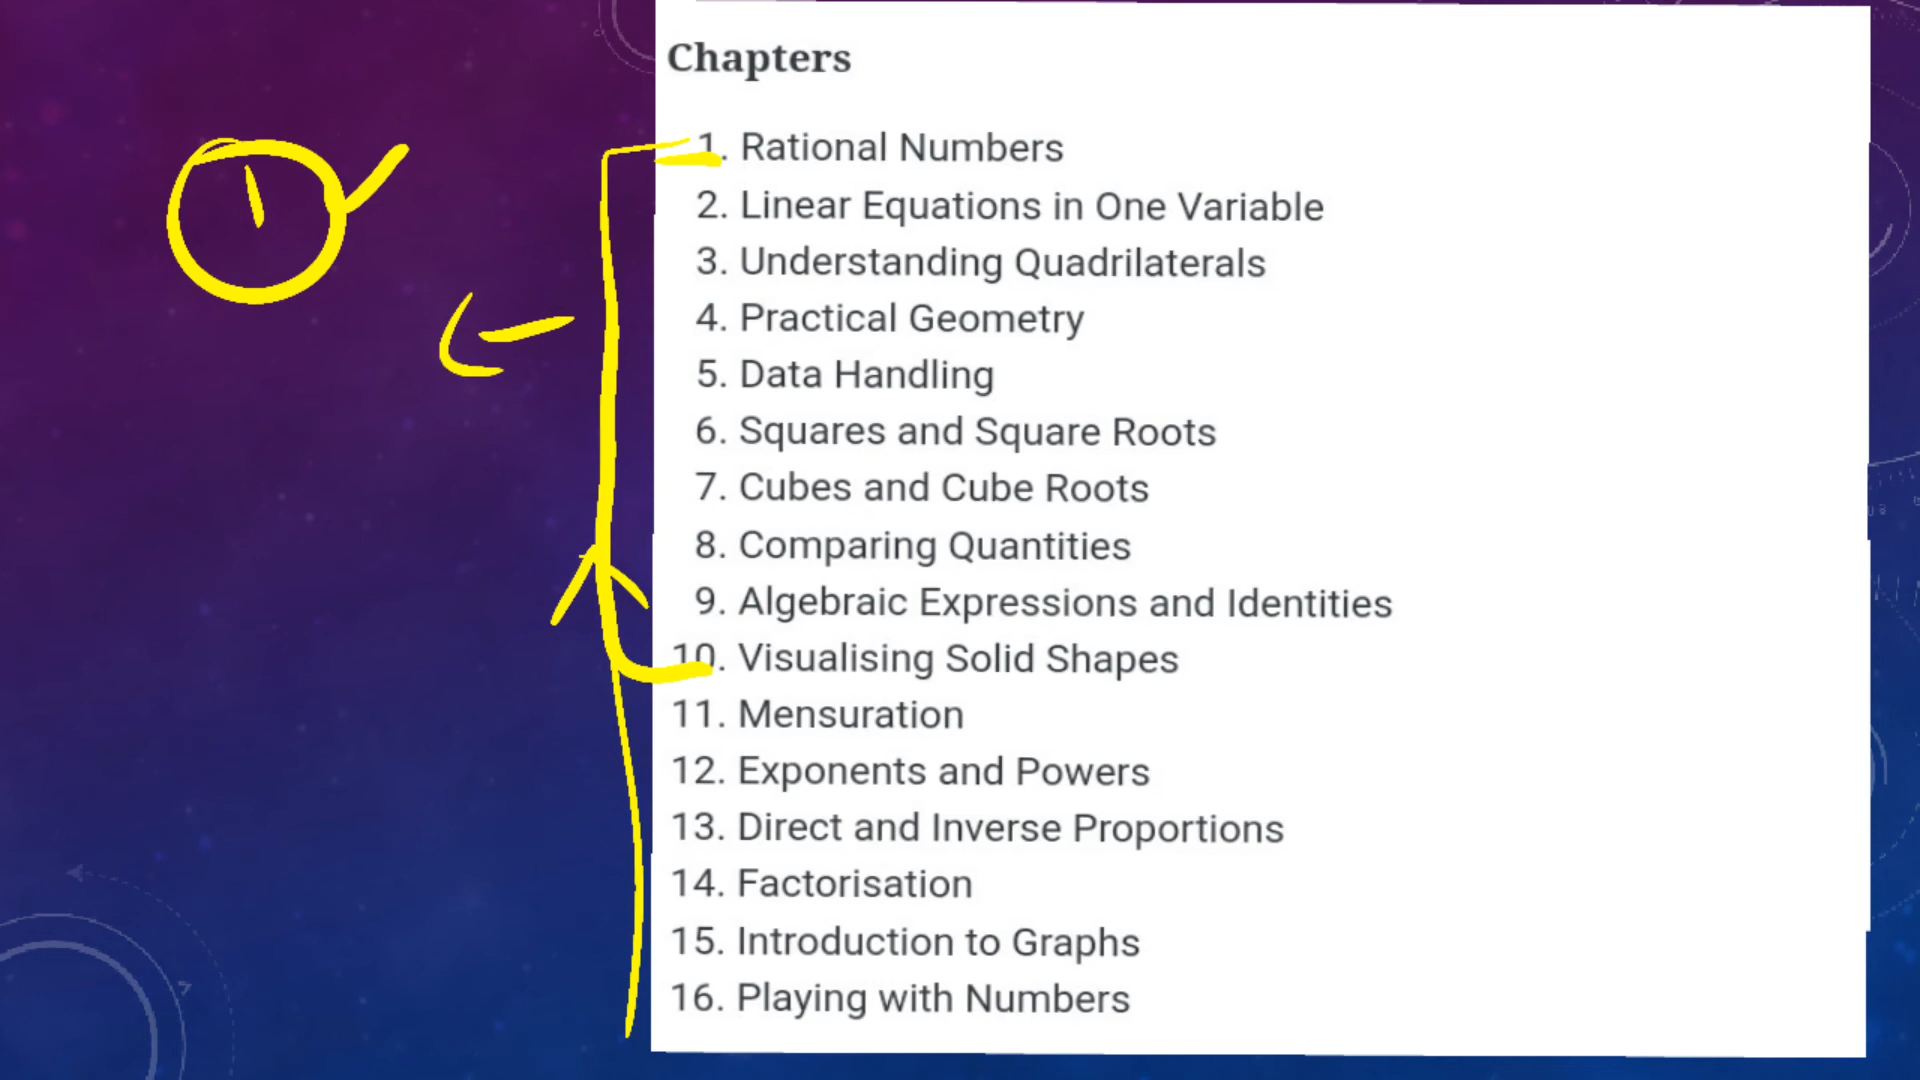 Chapters
1. Rational Numbers
2. Linear Equations in One Variable
3. Understanding Quadrilaterals
4. Practical Geometry
5. Data Handling
6. Squares and Square Roots
7. Cubes and Cube Roots
8. Comparing Quantities
9. Algebraic Expressions and Identities
10. Visualising Solid Shapes
11. Mensuration
12. Exponents and Powers
13. Direct and Inverse Proportions
14. Factorisation
15. Introduction to Graphs
16. Playing with Numbers